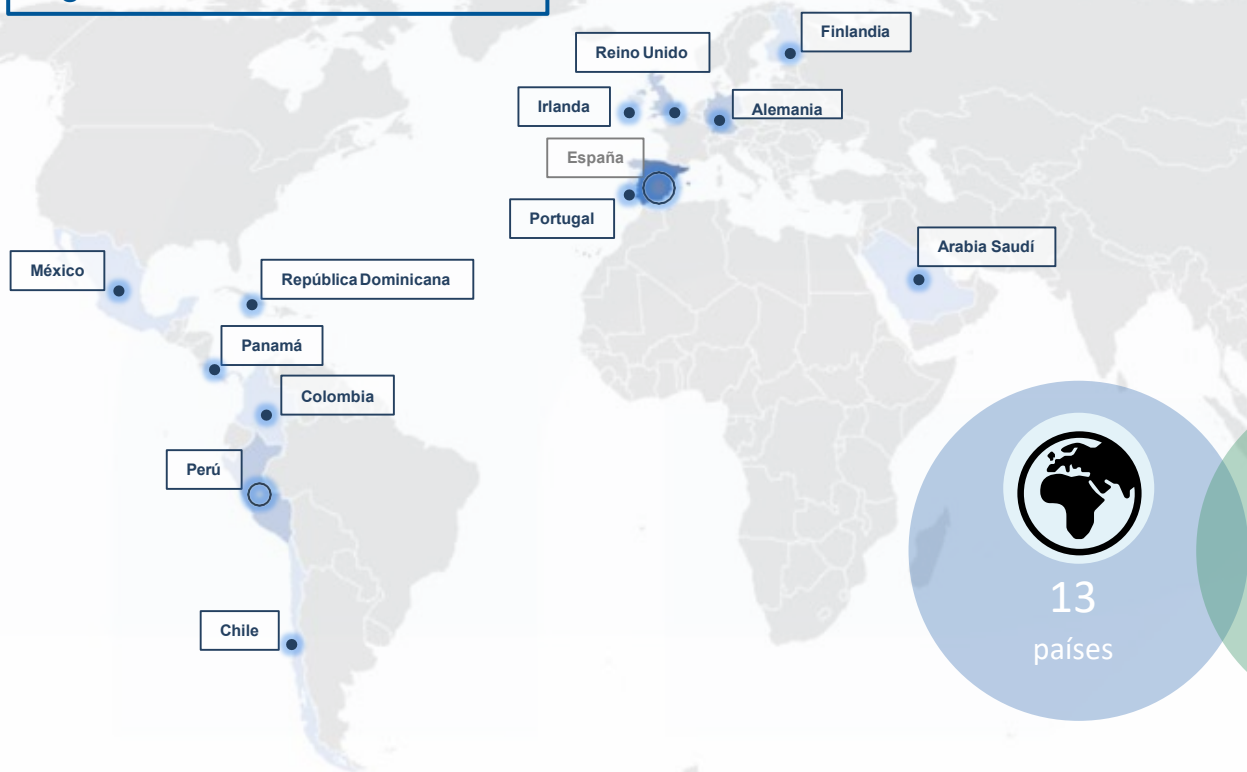 Finlandia
Reino Unido
Irlanda
Alemania
España
Portugal
Arabia Saudí
México
República Dominicana
Panamá
Colombia
Perú
Chile
13
países